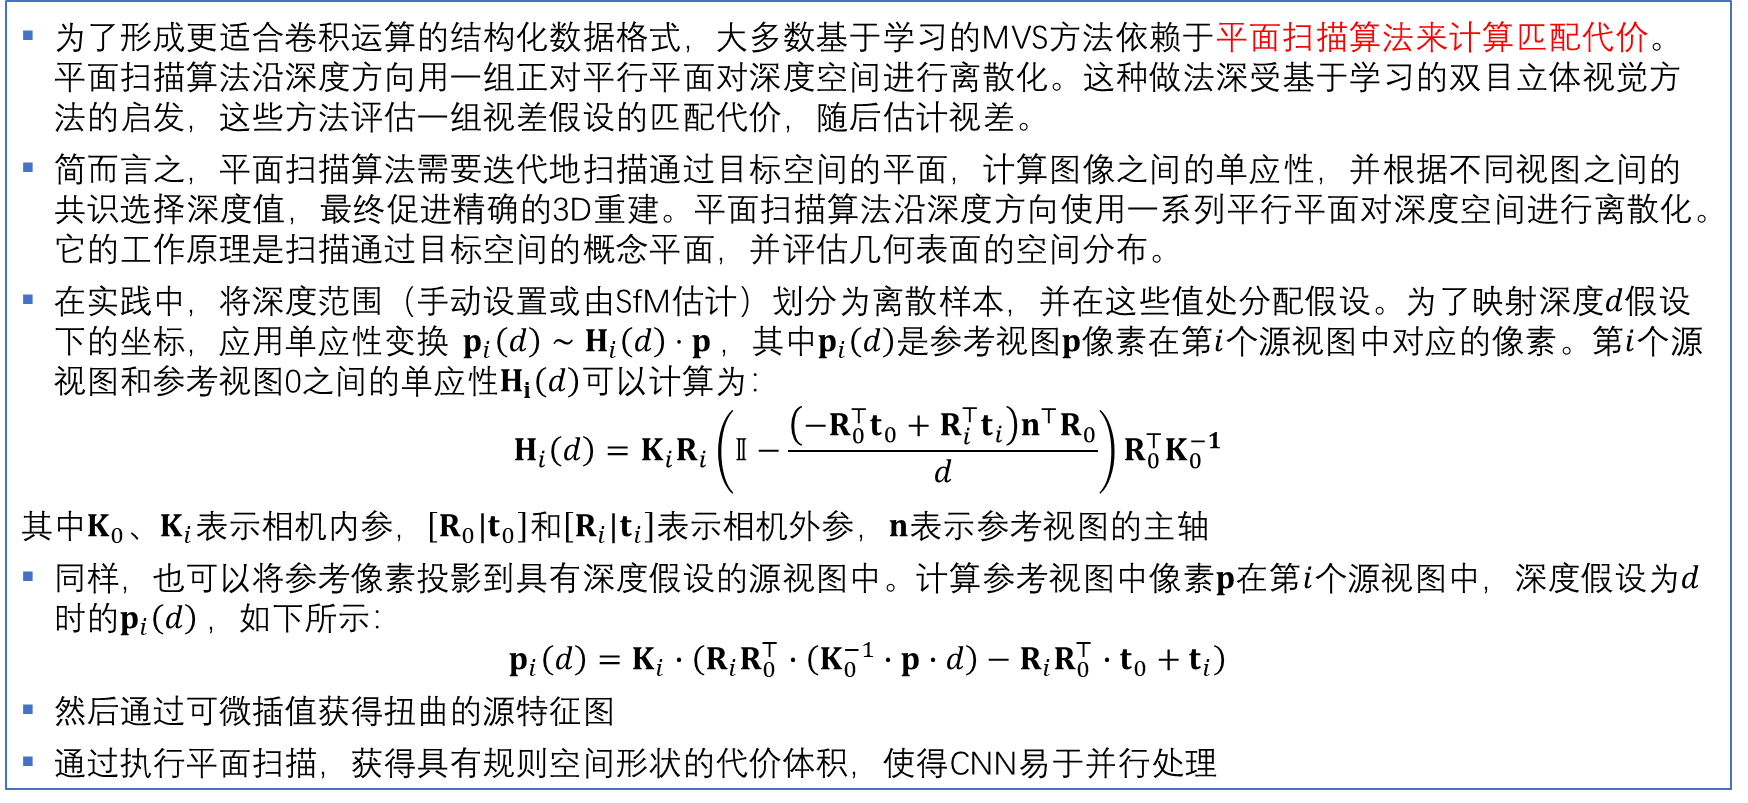 ▪ 为了形成更适合卷积运算的结构化数据格式，大多数基于学习的MVS方法依赖于平面扫描算法来计算匹配代价。
平面扫描算法沿深度方向用一组正对平行平面对深度空间进行离散化。这种做法深受基于学习的双目立体视觉方
法的启发，这些方法评估一组视差假设的匹配代价，随后估计视差。
▪ 简而言之，平面扫描算法需要迭代地扫描通过目标空间的平面，计算图像之间的单应性，并根据不同视图之间的
共识选择深度值，最终促进精确的3D重建。平面扫描算法沿深度方向使用一系列平行平面对深度空间进行离散化。
它的工作原理是扫描通过目标空间的概念平面，并评估几何表面的空间分布。
▪ 在实践中，将深度范围（手动设置或由SfM估计）划分为离散样本，并在这些值处分配假设。为了映射深度d假设
下的坐标，应用单应性变换 p_i(d) ~ H_i(d) · p ，其中p_i(d)是参考视图p像素在第i个源视图中对应的像素。第i个源
视图和参考视图0之间的单应性H_i(d)可以计算为：
H_i(d) = K_i R_i (𝕀 − ((−R_0^⊤ t_0 + R_i^⊤ t_i) n^⊤ R_0) / d) R_0^⊤ K_0^{−1}
其中K_0、K_i表示相机内参，[R_0|t_0]和[R_i|t_i]表示相机外参，n表示参考视图的主轴
▪ 同样，也可以将参考像素投影到具有深度假设的源视图中。计算参考视图中像素p在第i个源视图中，深度假设为d
时的p_i(d) ，如下所示：
p_i(d) = K_i · (R_i R_0^⊤ · (K_0^{−1} · p · d) − R_i R_0^⊤ · t_0 + t_i)
▪ 然后通过可微插值获得扭曲的源特征图
▪ 通过执行平面扫描，获得具有规则空间形状的代价体积，使得CNN易于并行处理